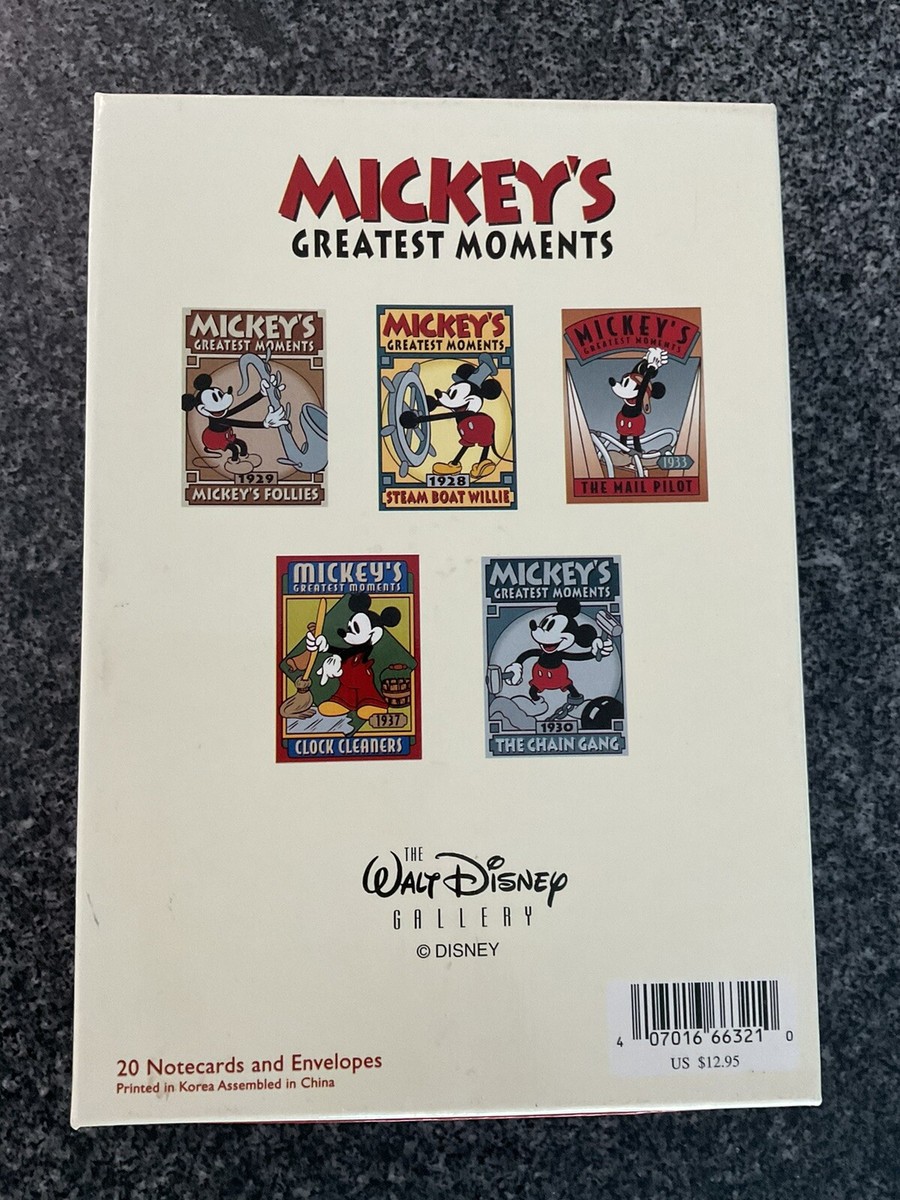 MICKEY'S
GREATEST MOMENTS
MICKEY'S
GREATEST MOMENTS
1929
MICKEY'S FOLLIES
MICKEY'S
GREATEST MOMENTS
1928
STEAM BOAT WILLIE
MICKEY'S
GREATEST MOMENTS
1933
THE MAIL PILOT
MICKEY'S
GREATEST MOMENTS
1937
CLOCK CLEANERS
MICKEY'S
GREATEST MOMENTS
1930
THE CHAIN GANG
THE
WALT DISNEY
GALLERY
© DISNEY
4 07016 66321 0
US $12.95
20 Notecards and Envelopes
Printed in Korea Assembled in China